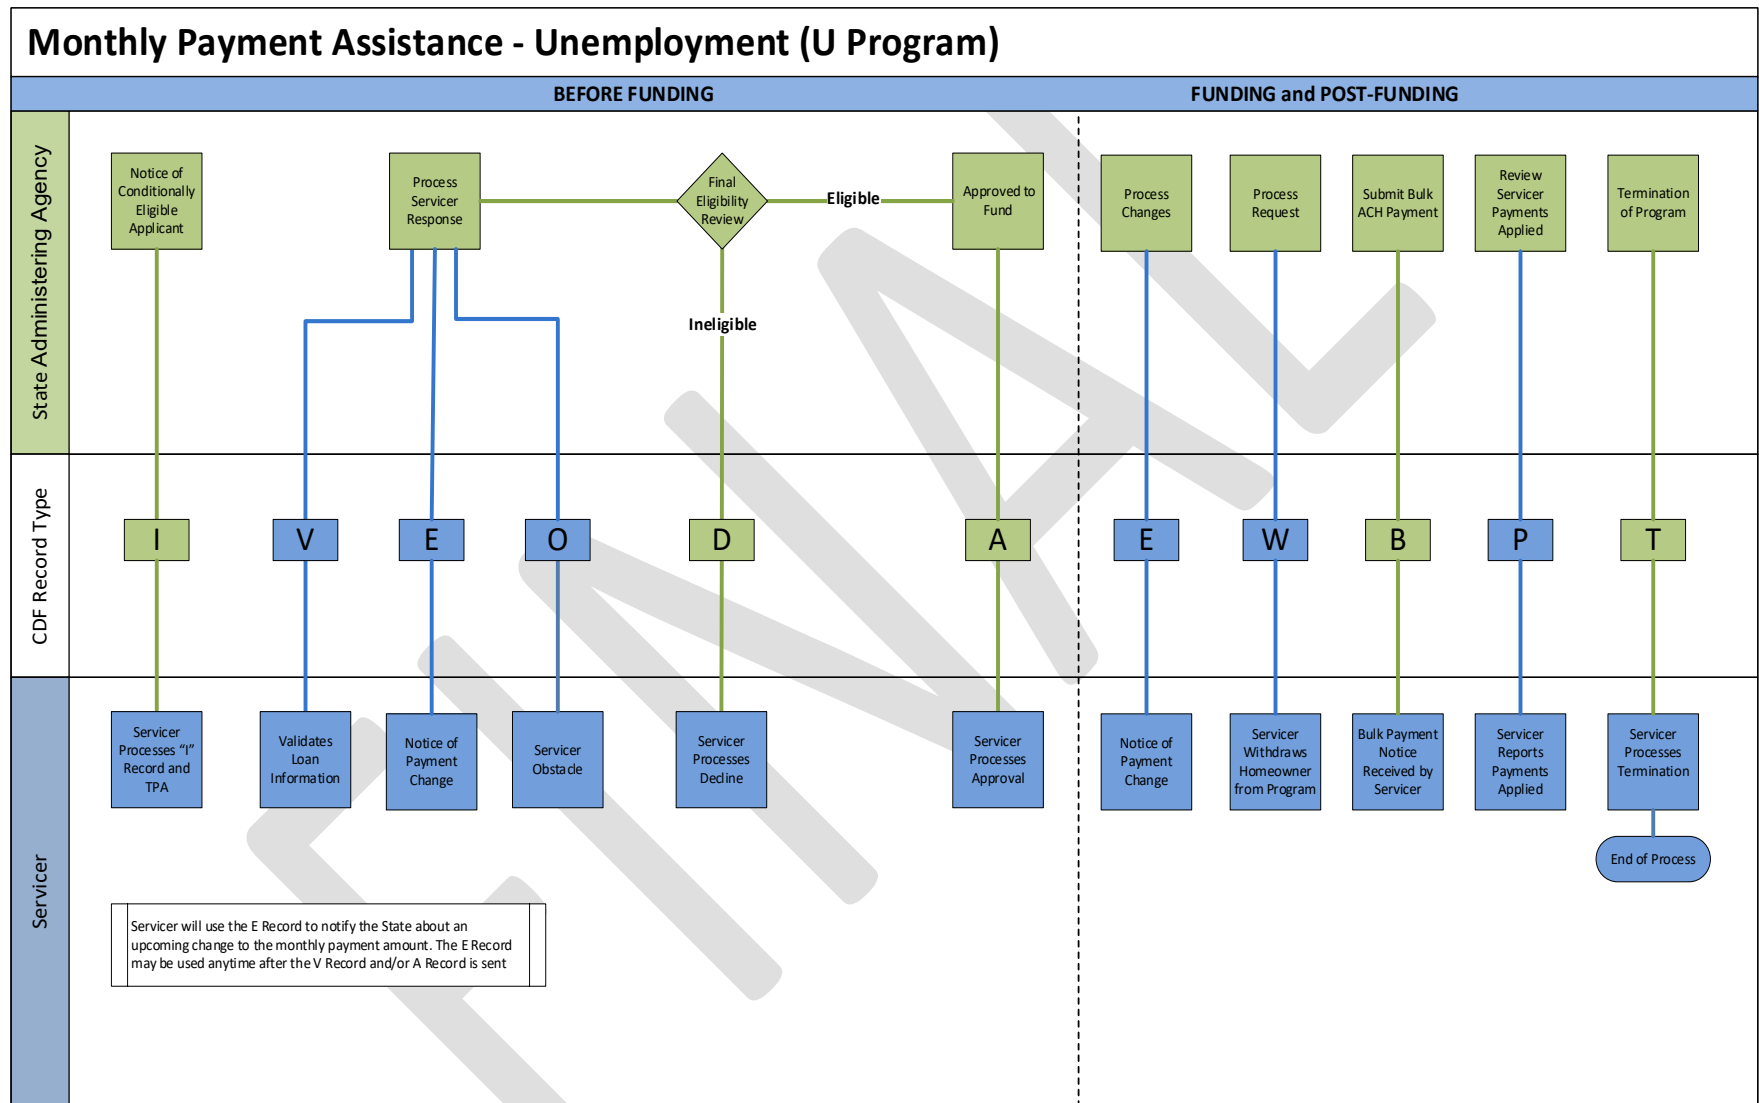 Monthly Payment Assistance - Unemployment (U Program)
BEFORE FUNDING
FUNDING and POST-FUNDING
State Administering Agency
Notice of
Conditionally
Eligible
Applicant
Process
Servicer
Response
Final
Eligibility
Review
Eligible
Approved to
Fund
Process
Changes
Process
Request
Submit Bulk
ACH Payment
Review
Servicer
Payments
Applied
Termination
of Program
Ineligible
CDF Record Type
I
V
E
O
D
A
E
W
B
P
T
Servicer
Servicer
Processes “I”
Record and
TPA
Validates
Loan
Information
Notice of
Payment
Change
Servicer
Obstacle
Servicer
Processes
Decline
Servicer
Processes
Approval
Notice of
Payment
Change
Servicer
Withdraws
Homeowner
from Program
Bulk Payment
Notice
Received by
Servicer
Servicer
Reports
Payments
Applied
Servicer
Processes
Termination
End of Process
Servicer will use the E Record to notify the State about an
upcoming change to the monthly payment amount. The E Record
may be used anytime after the V Record and/or A Record is sent
FINAL